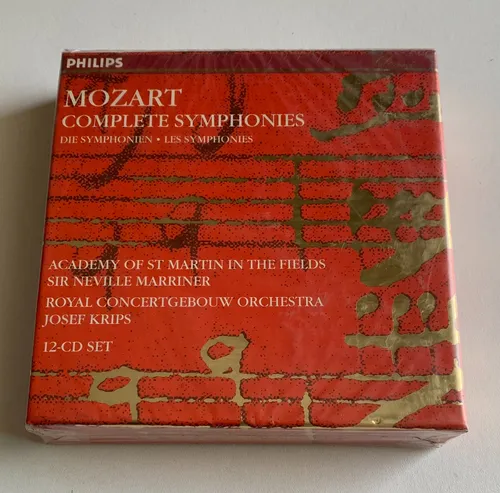 PHILIPS
MOZART
COMPLETE SYMPHONIES
DIE SYMPHONIEN • LES SYMPHONIES
ACADEMY OF ST MARTIN IN THE FIELDS
SIR NEVILLE MARRINER
ROYAL CONCERTGEBOUW ORCHESTRA
JOSEF KRIPS
12-CD SET